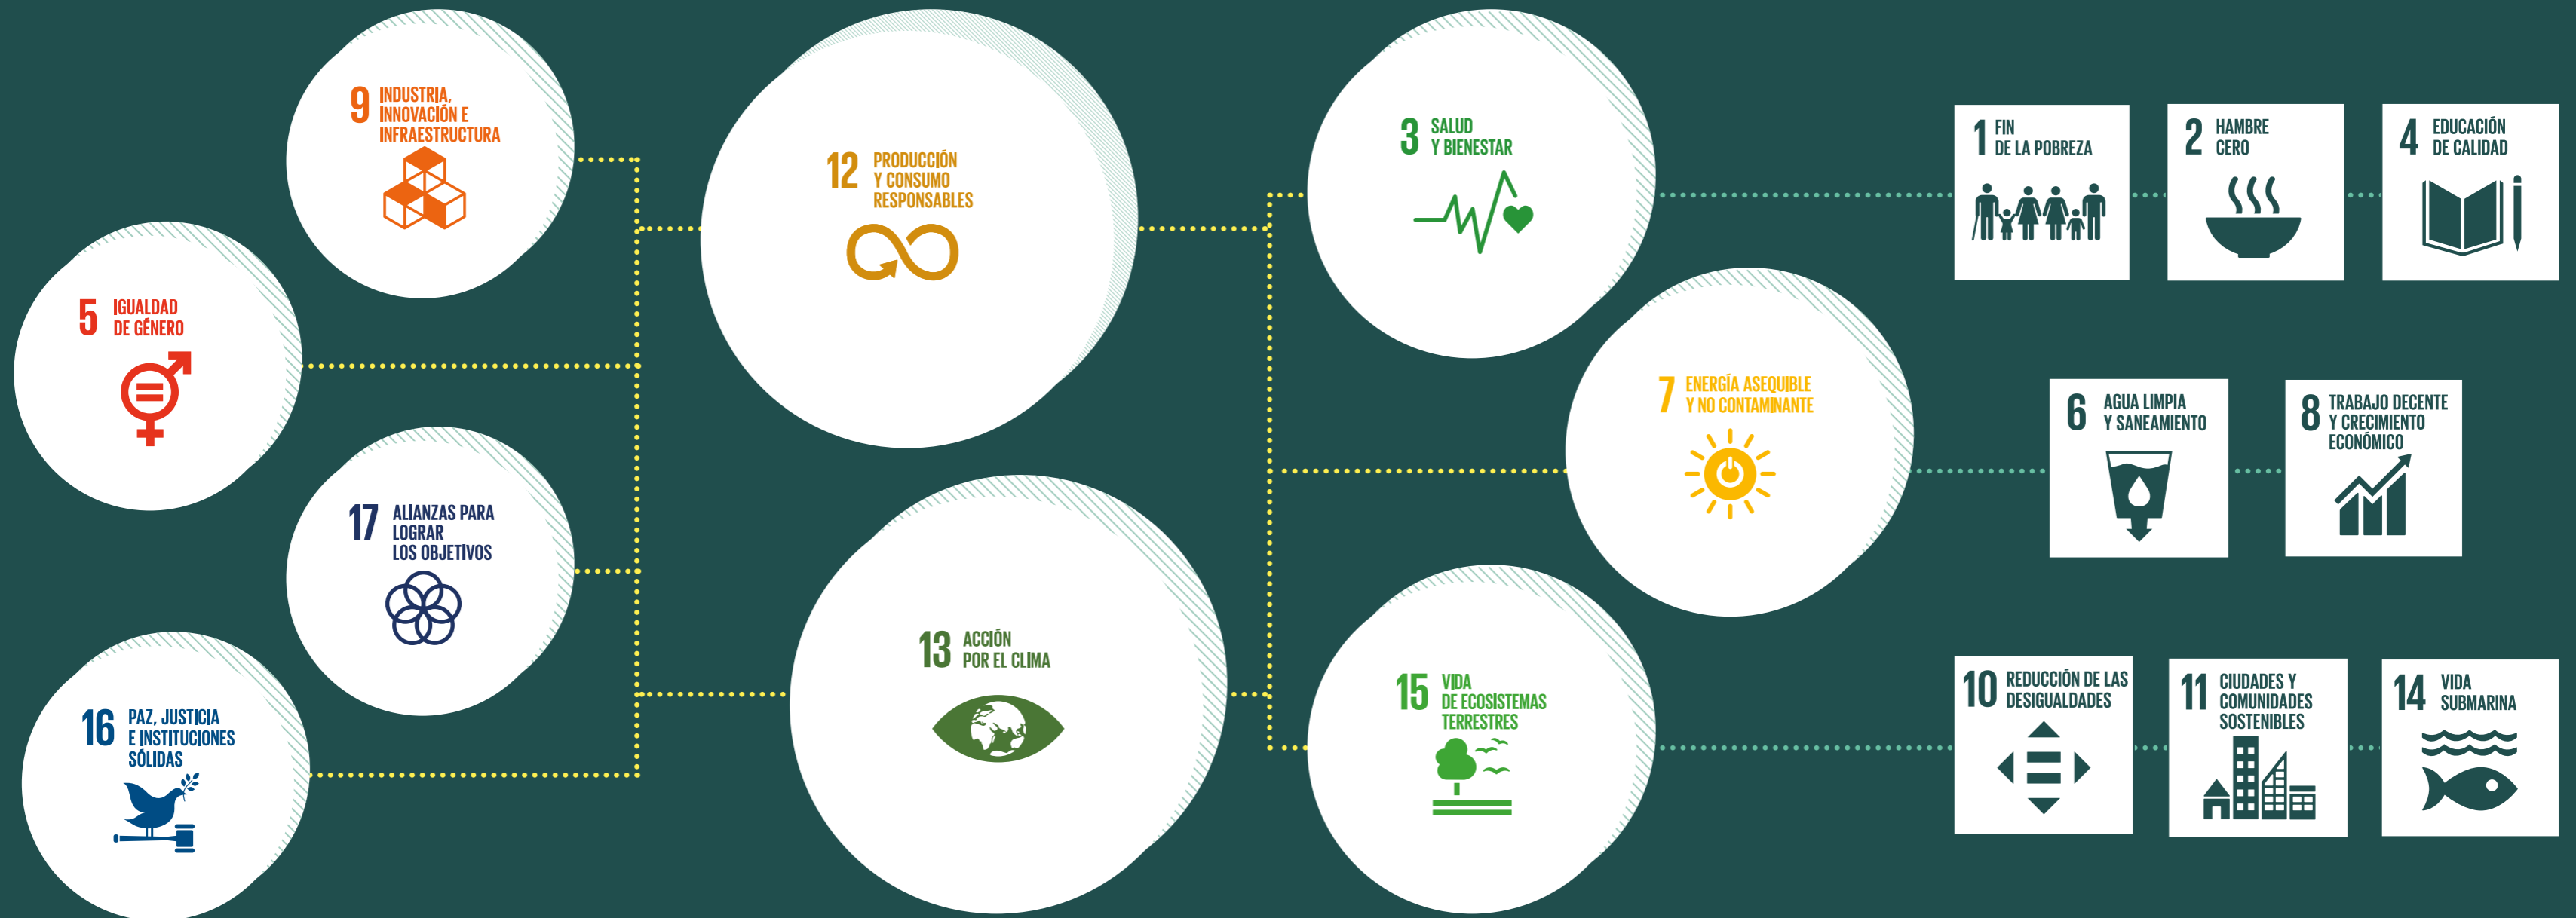 9 INDUSTRIA,
INNOVACIÓN E
INFRAESTRUCTURA
5 IGUALDAD
DE GÉNERO
17 ALIANZAS PARA
LOGRAR
LOS OBJETIVOS
16 PAZ, JUSTICIA
E INSTITUCIONES
SÓLIDAS
12 PRODUCCIÓN
Y CONSUMO
RESPONSABLES
13 ACCIÓN
POR EL CLIMA
3 SALUD
Y BIENESTAR
7 ENERGÍA ASEQUIBLE
Y NO CONTAMINANTE
15 VIDA
DE ECOSISTEMAS
TERRESTRES
1 FIN
DE LA POBREZA
2 HAMBRE
CERO
4 EDUCACIÓN
DE CALIDAD
6 AGUA LIMPIA
Y SANEAMIENTO
8 TRABAJO DECENTE
Y CRECIMIENTO
ECONÓMICO
10 REDUCCIÓN DE LAS
DESIGUALDADES
11 CIUDADES Y
COMUNIDADES
SOSTENIBLES
14 VIDA
SUBMARINA